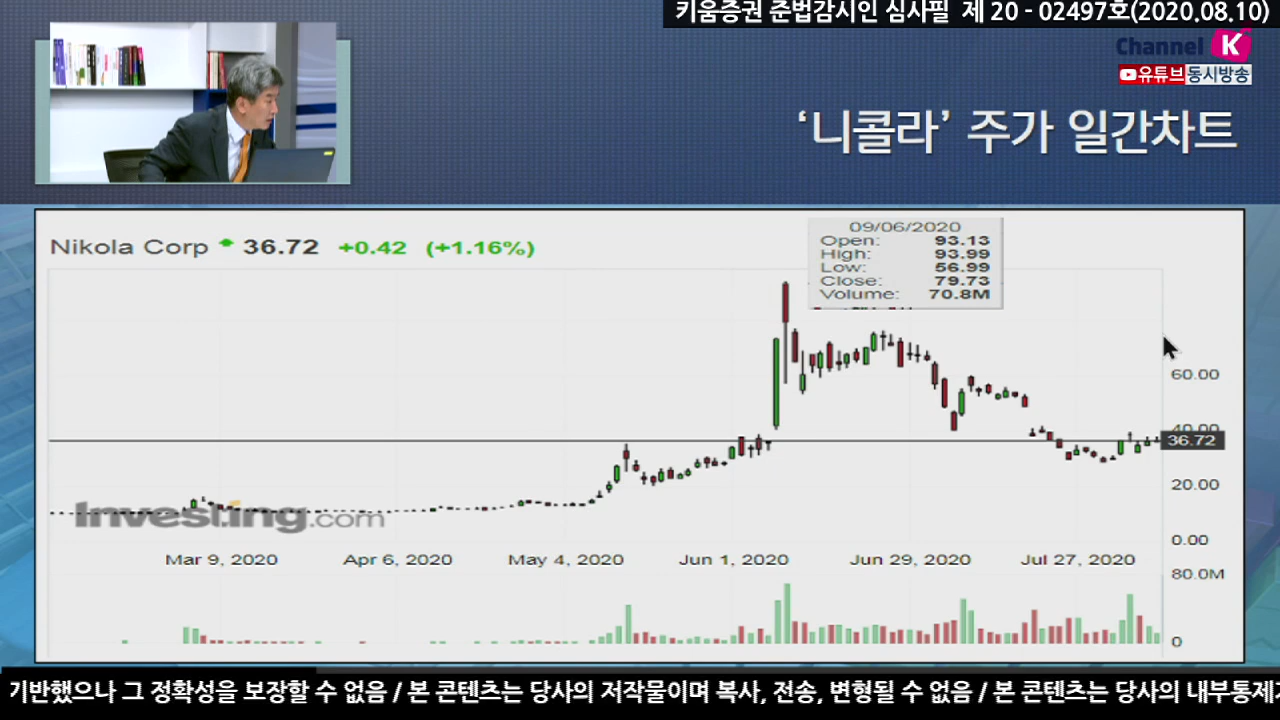 키움증권 준법감시인 심사필 제 20 - 02497호(2020.08.10)
Channel K
유튜브동시방송
‘니콜라’ 주가 일간차트
Nikola Corp 36.72 +0.42 (+1.16%)
09/06/2020
Open: 93.13
High: 93.99
Low: 56.99
Close: 79.73
Volume: 70.8M
60.00
40.00
36.72
20.00
Investing.com
0.00
Mar 9, 2020 Apr 6, 2020 May 4, 2020 Jun 1, 2020 Jun 29, 2020 Jul 27, 2020
80.0M
0
기반했으나 그 정확성을 보장할 수 없음 / 본 콘텐츠는 당사의 저작물이며 복사, 전송, 변형될 수 없음 / 본 콘텐츠는 당사의 내부통제